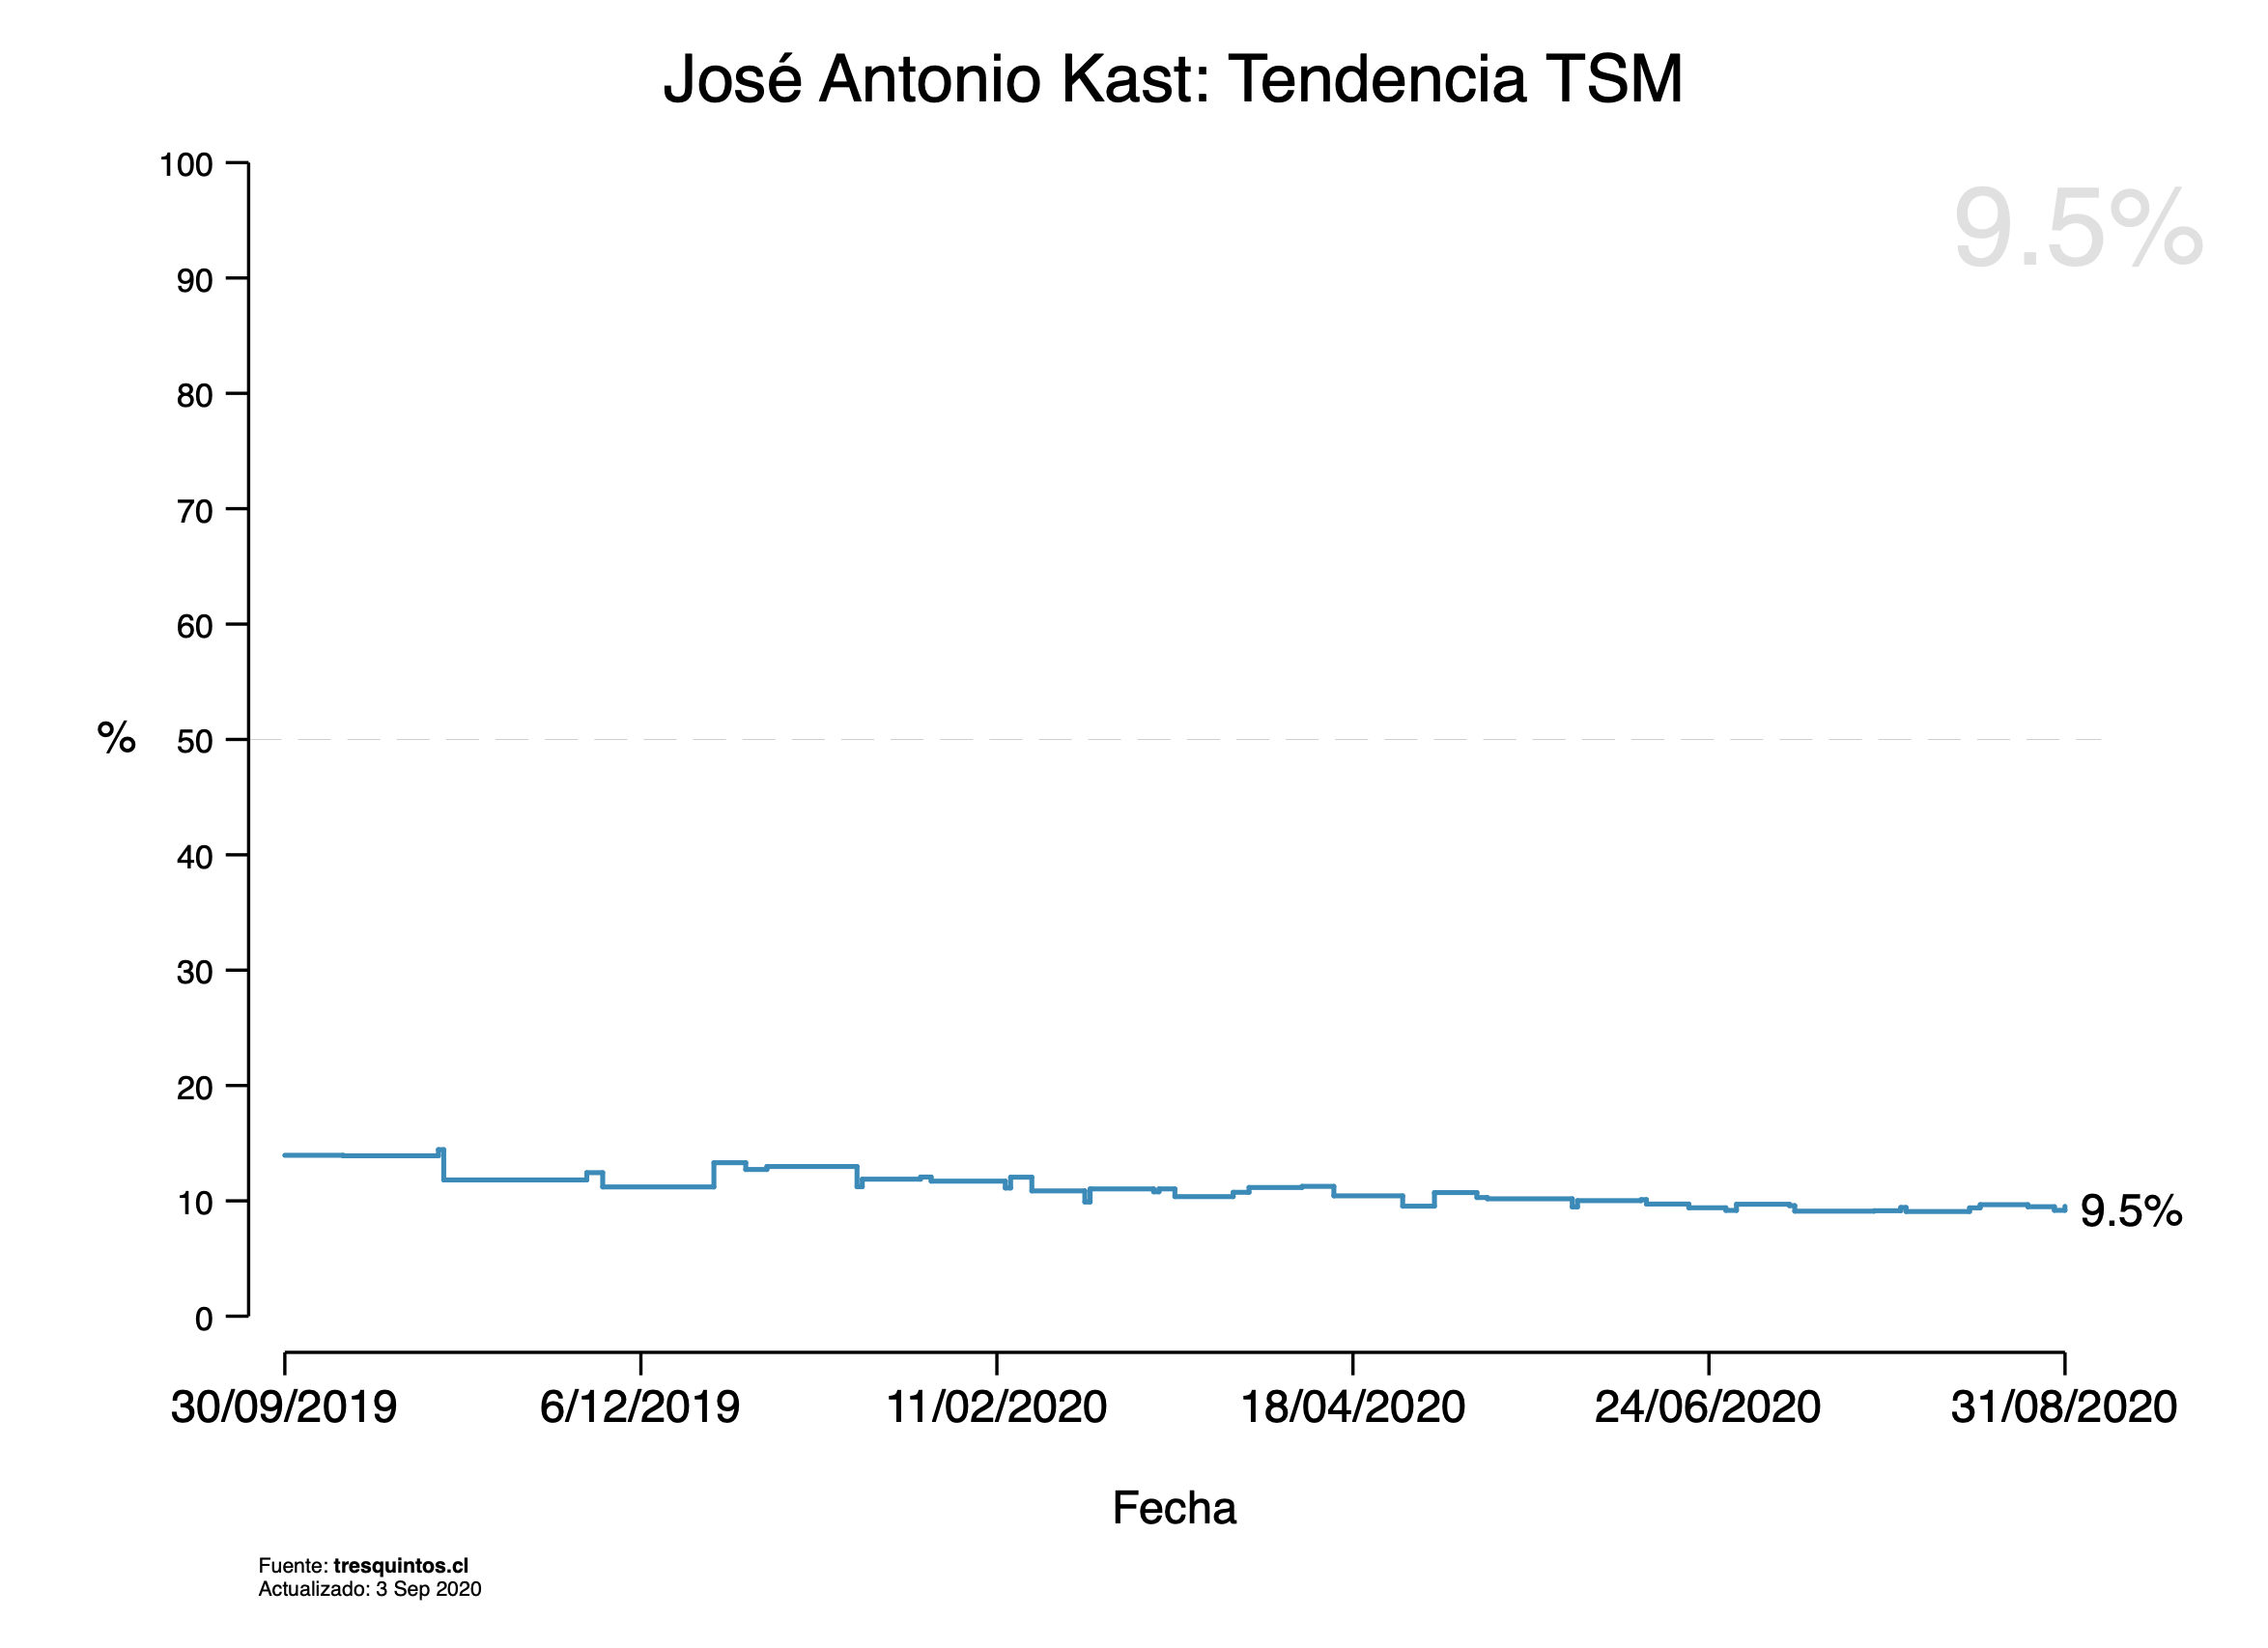 José Antonio Kast: Tendencia TSM
9.5%
100
90
80
70
60
50
40
30
20
10
0
%
9.5%
30/09/2019 6/12/2019 11/02/2020 18/04/2020 24/06/2020 31/08/2020
Fecha
Fuente: tresquintos.cl
Actualizado: 3 Sep 2020